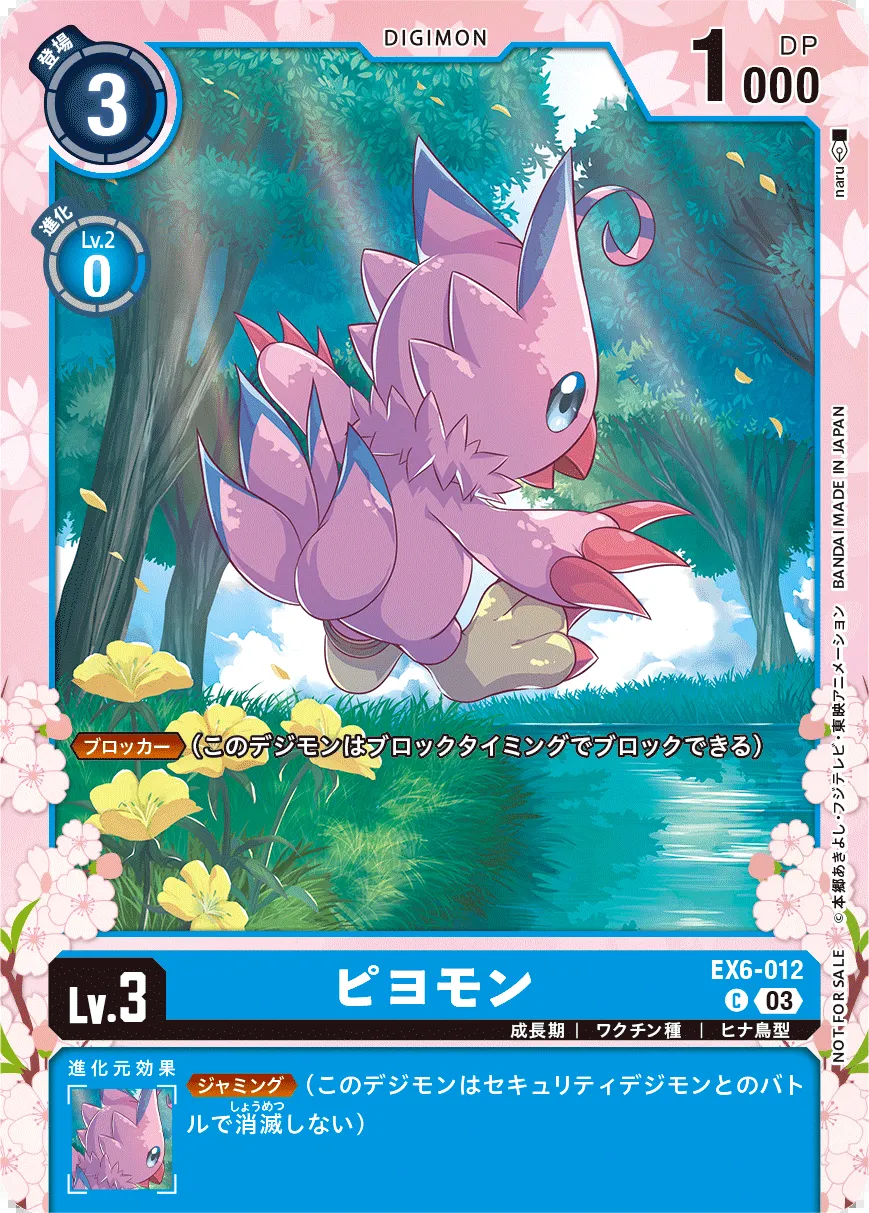 登場
3
DIGIMON
1000
DP
進化
Lv.2
0
naru
BANDAI MADE IN JAPAN
©本郷あきよし・フジテレビ・東映アニメーション
NOT FOR SALE
ブロッカー (このデジモンはブロックタイミングでブロックできる)
Lv.3
ピヨモン
EX6-012
C 03
成長期 | ワクチン種 | ヒナ鳥型
進化元効果
ジャミング (このデジモンはセキュリティデジモンとのバト
しょうめつ
ルで消滅しない)